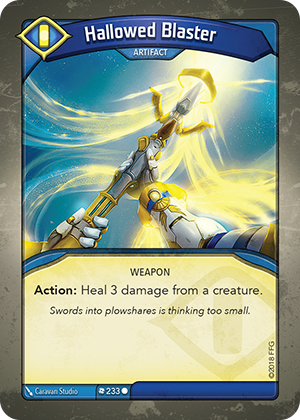 Hallowed Blaster
ARTIFACT
WEAPON
Action: Heal 3 damage from a creature.
Swords into plowshares is thinking too small.
Caravan Studio
233
©2018 FFG